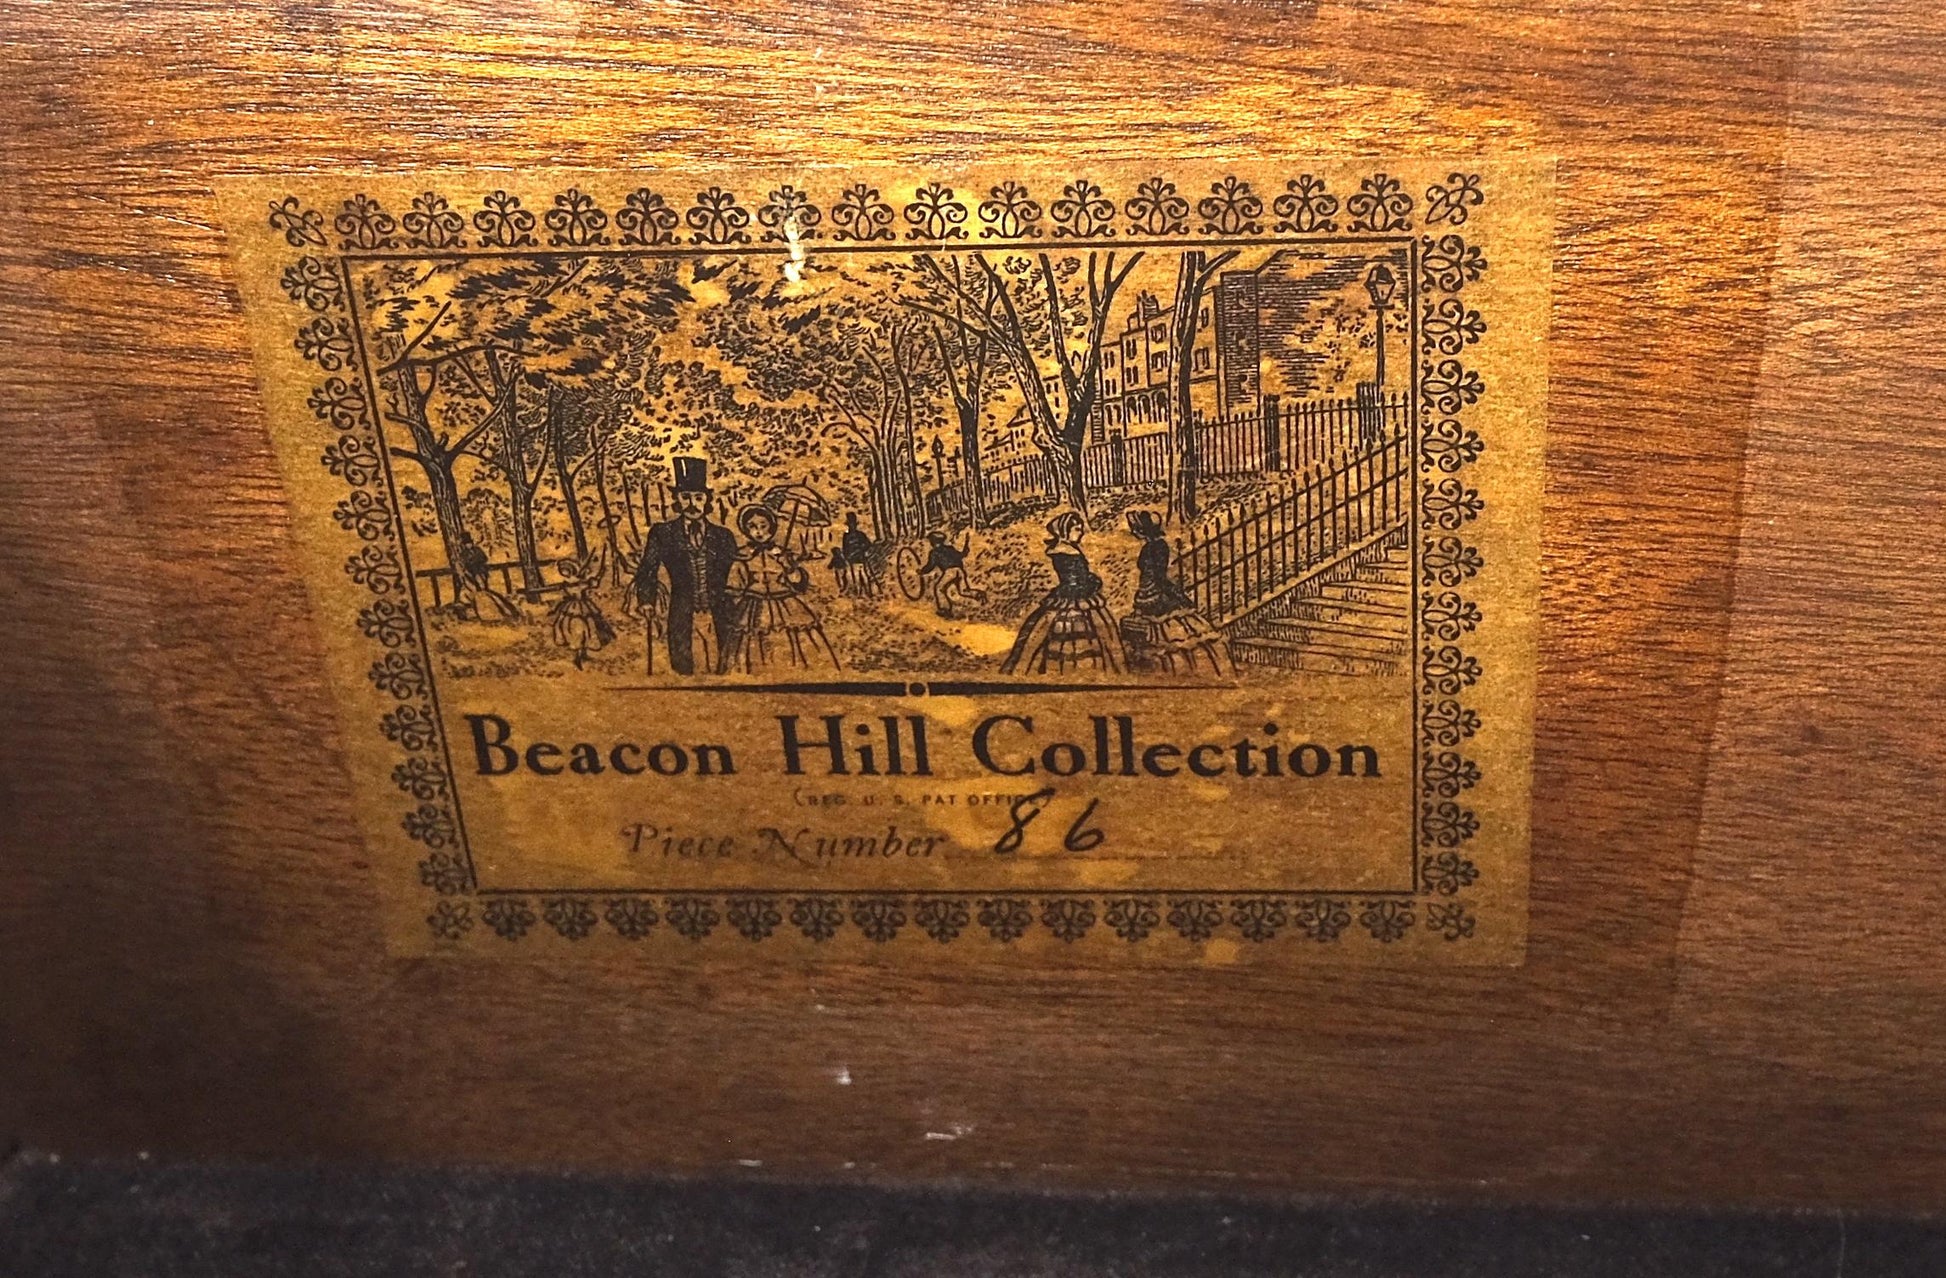 Beacon Hill Collection
(REG. U. S. PAT OFFICE)
Piece Number 86